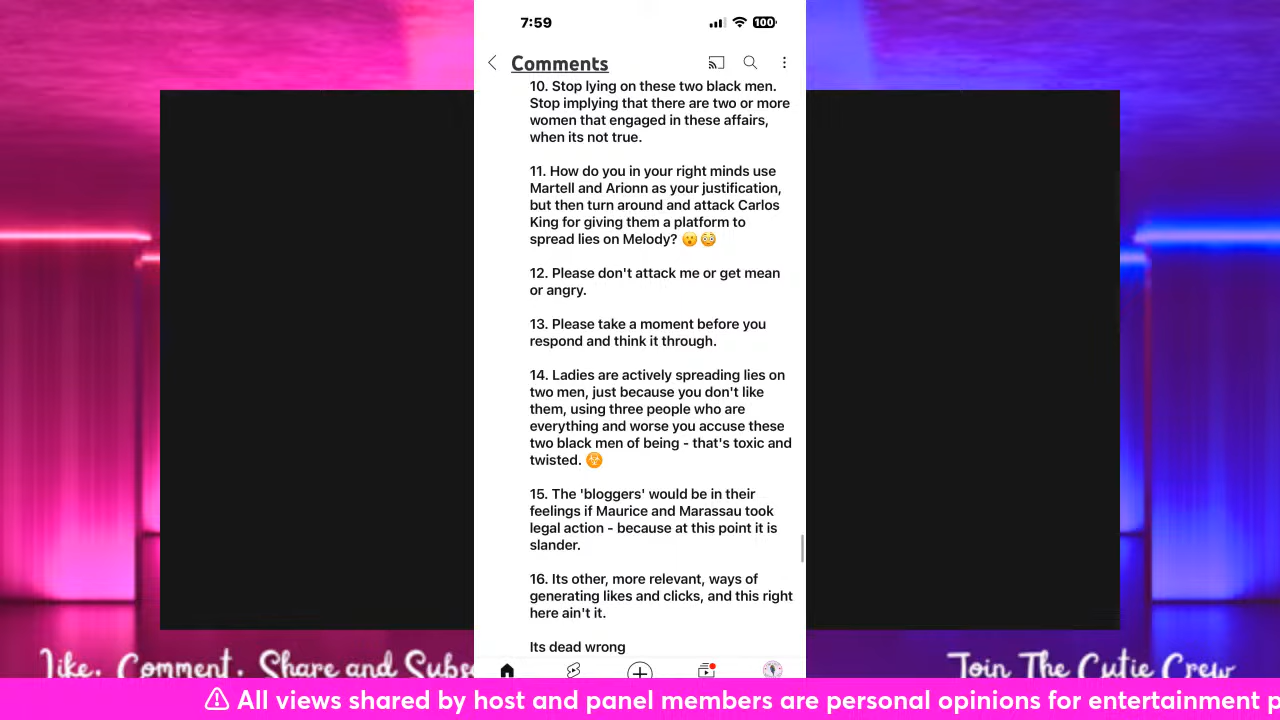 7:59
100
Comments
10. Stop lying on these two black men.
Stop implying that there are two or more
women that engaged in these affairs,
when its not true.
11. How do you in your right minds use
Martell and Arionn as your justification,
but then turn around and attack Carlos
King for giving them a platform to
spread lies on Melody? 😮 😳
12. Please don't attack me or get mean
or angry.
13. Please take a moment before you
respond and think it through.
14. Ladies are actively spreading lies on
two men, just because you don't like
them, using three people who are
everything and worse you accuse these
two black men of being - that's toxic and
twisted. ☣
15. The 'bloggers' would be in their
feelings if Maurice and Marassau took
legal action - because at this point it is
slander.
16. Its other, more relevant, ways of
generating likes and clicks, and this right
here ain't it.
Its dead wrong
Like. Comment. Share and Subsc
Join The Cutie Crew
⚠ All views shared by host and panel members are personal opinions for entertainment p